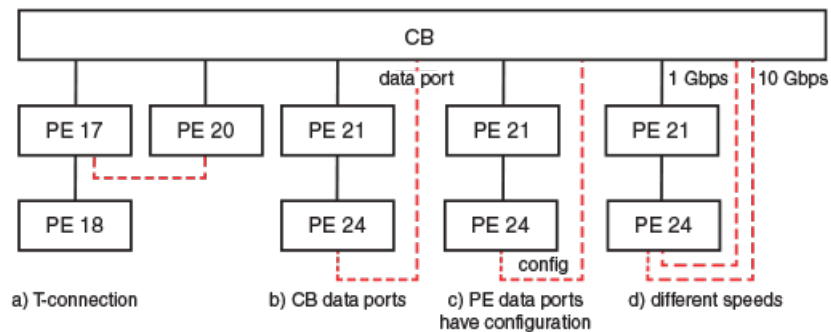 CB
data port
1 Gbps
10 Gbps
PE 17
PE 20
PE 21
PE 21
PE 21
PE 18
PE 24
PE 24
PE 24
config
a) T-connection
b) CB data ports
c) PE data ports
have configuration
d) different speeds